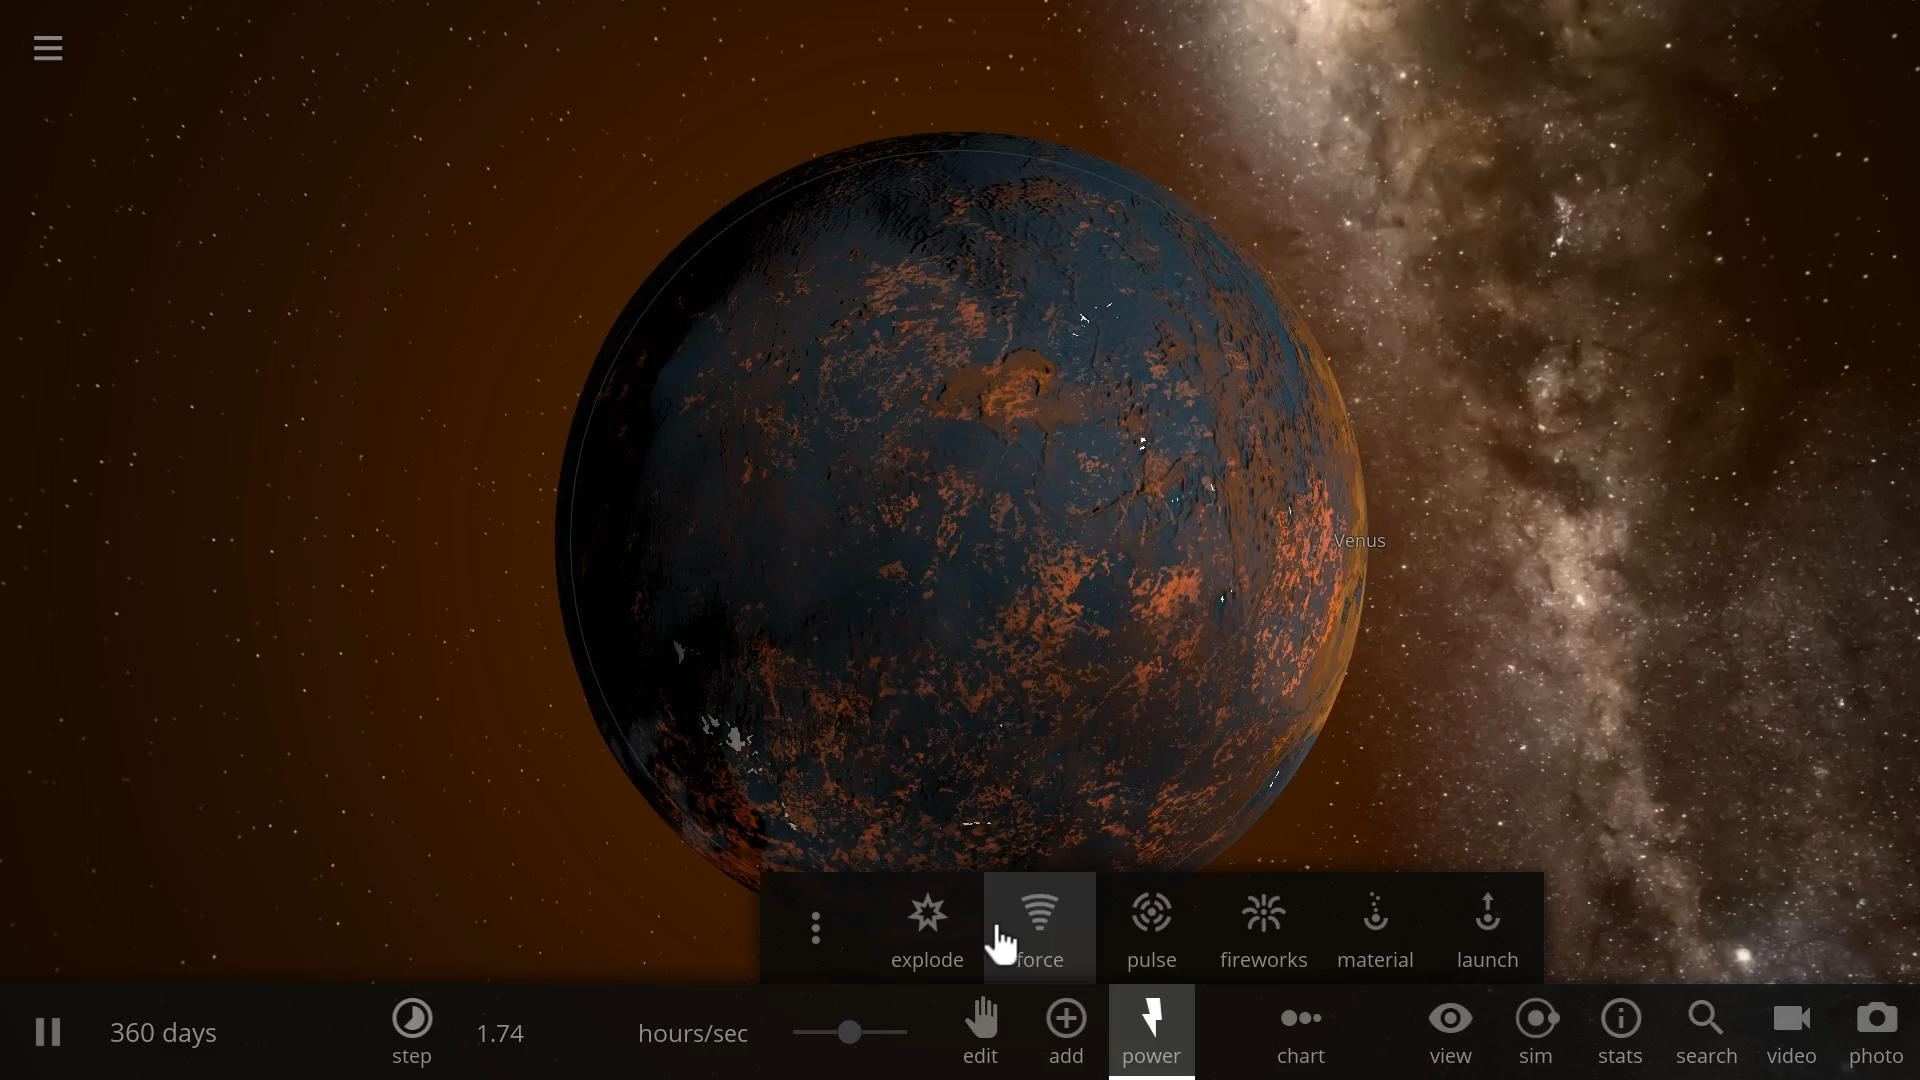 Venus
explode
force
pulse
fireworks
material
launch
360 days
step
1.74
hours/sec
edit
add
power
chart
view
sim
stats
search
video
photo